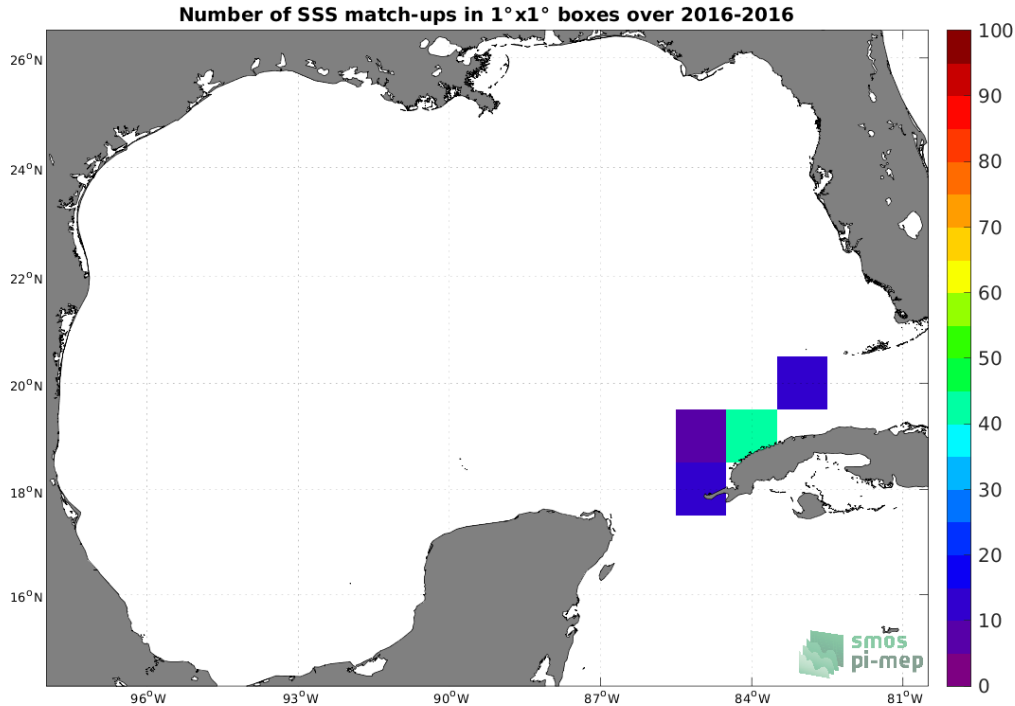 Number of SSS match-ups in 1°x1° boxes over 2016-2016
26°N
24°N
22°N
20°N
18°N
16°N
96°W
93°W
90°W
87°W
84°W
81°W
100
90
80
70
60
50
40
30
20
10
0
smos
pi-mep